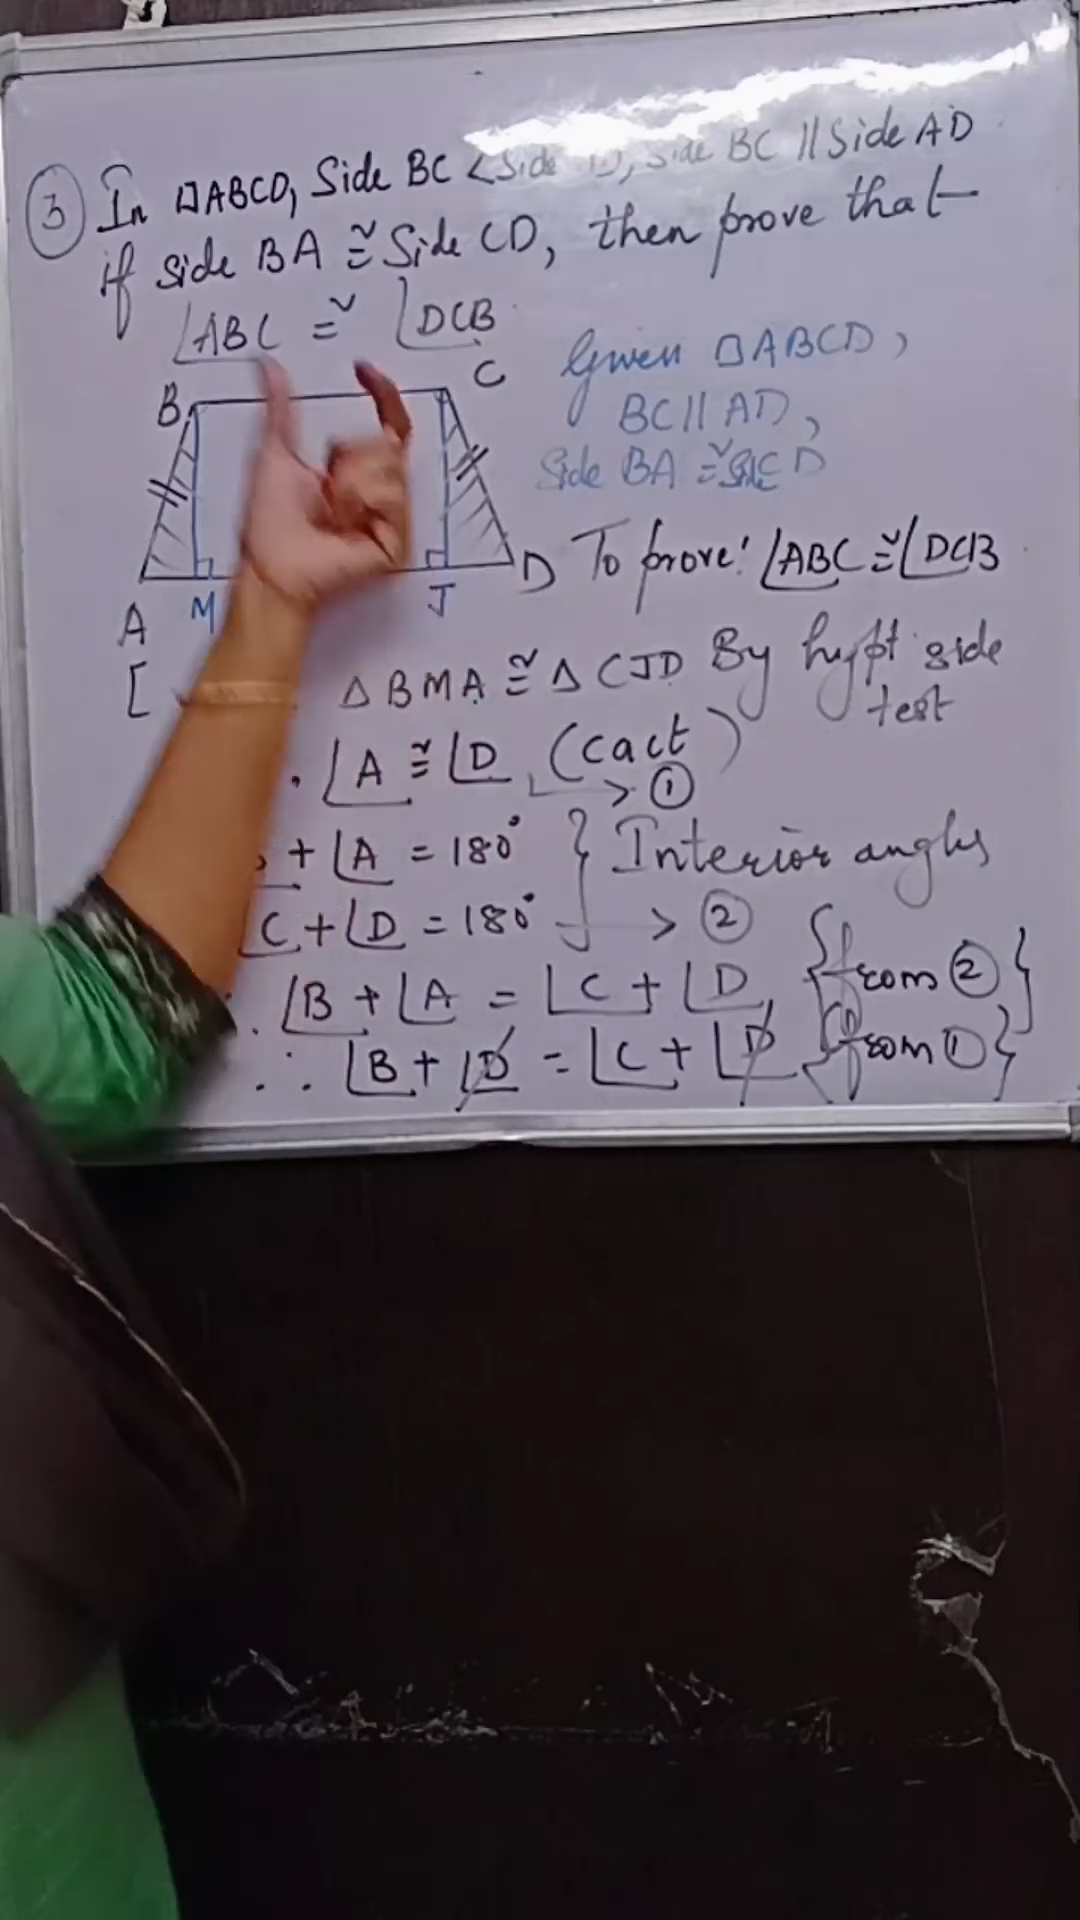 3 In □ABCD, Side BC < Side D, side BC || Side AD
if side BA ≅ Side CD, then prove that
∠ABC ≅ ∠DCB
B C
A M J D
Given □ABCD,
BC || AD,
Side BA ≅ Side CD
To prove: ∠ABC ≅ ∠DCB
[ △BMA ≅ △CJD By hypt side
test
∠A ≅ ∠D (cact)
→ ①
+ ∠A = 180° } Interior angles
∠C + ∠D = 180° → ②
∴ ∠B + ∠A = ∠C + ∠D {from ②}
∴ ∠B + ∠D = ∠C + ∠D {from ①}